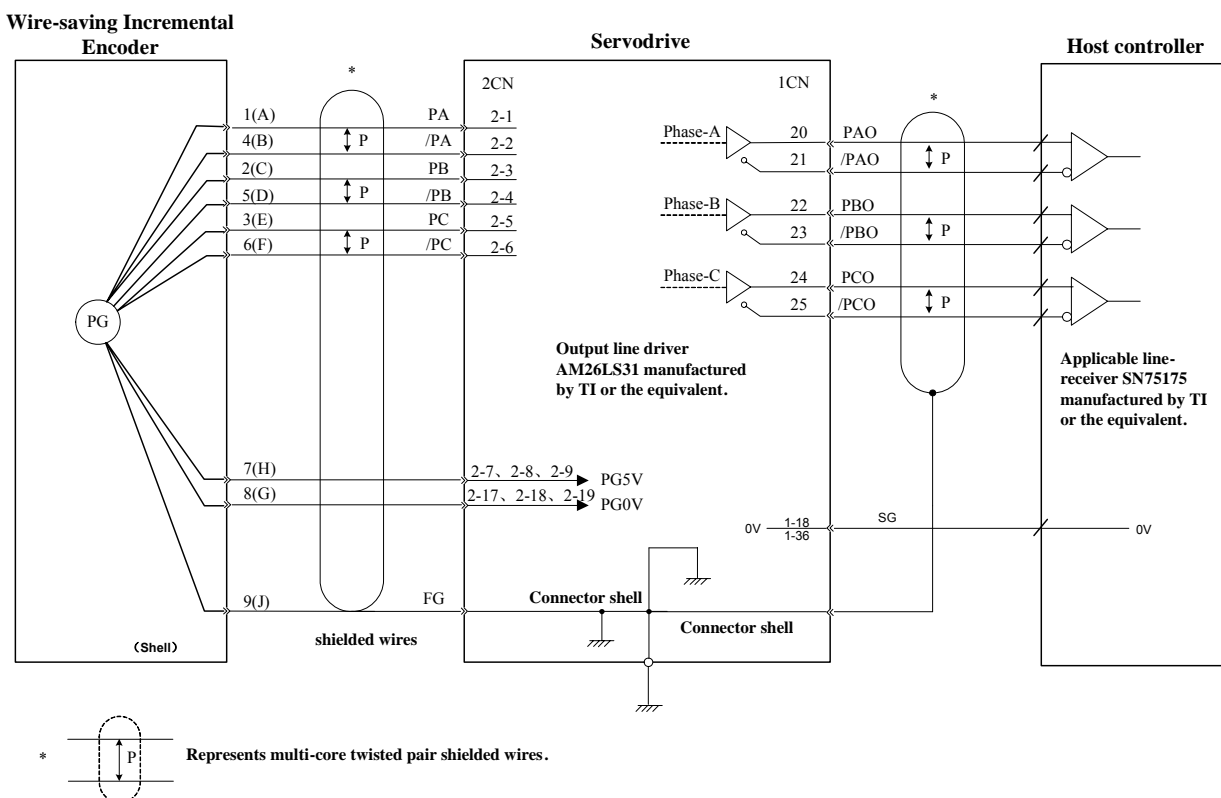 Wire-saving Incremental
Encoder
Servodrive
Host controller
*
2CN
1CN
*
1(A)
PA
2-1
4(B)
P
/PA
2-2
2(C)
PB
2-3
5(D)
P
/PB
2-4
3(E)
PC
2-5
6(F)
P
/PC
2-6
Phase-A
20
PAO
21
/PAO
P
Phase-B
22
PBO
23
/PBO
P
Phase-C
24
PCO
25
/PCO
P
PG
Output line driver
AM26LS31 manufactured
by TI or the equivalent.
Applicable line-
receiver SN75175
manufactured by TI
or the equivalent.
7(H)
2-7、2-8、2-9
PG5V
8(G)
2-17、2-18、2-19
PG0V
0V
1-18
1-36
SG
0V
9(J)
FG
Connector shell
Connector shell
(Shell)
shielded wires
*
P
Represents multi-core twisted pair shielded wires.